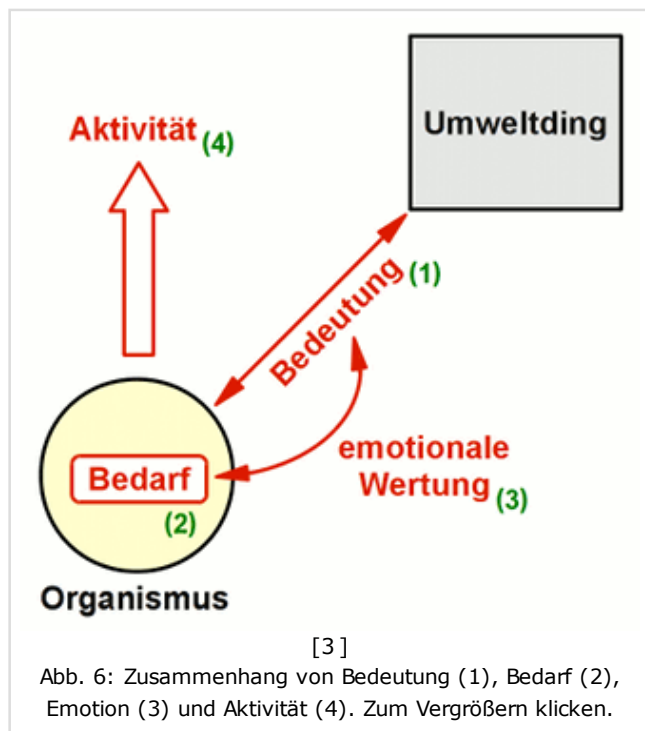 Umweltding
Aktivität (4)
Bedeutung (1)
emotionale
Wertung (3)
Bedarf
(2)
Organismus
[3]
Abb. 6: Zusammenhang von Bedeutung (1), Bedarf (2),
Emotion (3) und Aktivität (4). Zum Vergrößern klicken.